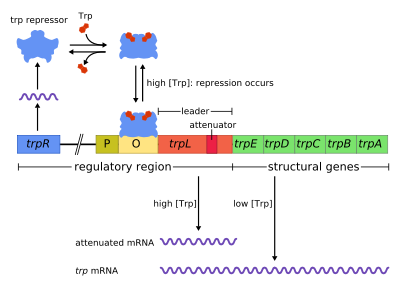 trp repressor
Trp
high [Trp]: repression occurs
leader
attenuator
trpR
P
O
trpL
trpE
trpD
trpC
trpB
trpA
regulatory region
structural genes
high [Trp]
low [Trp]
attenuated mRNA
trp mRNA